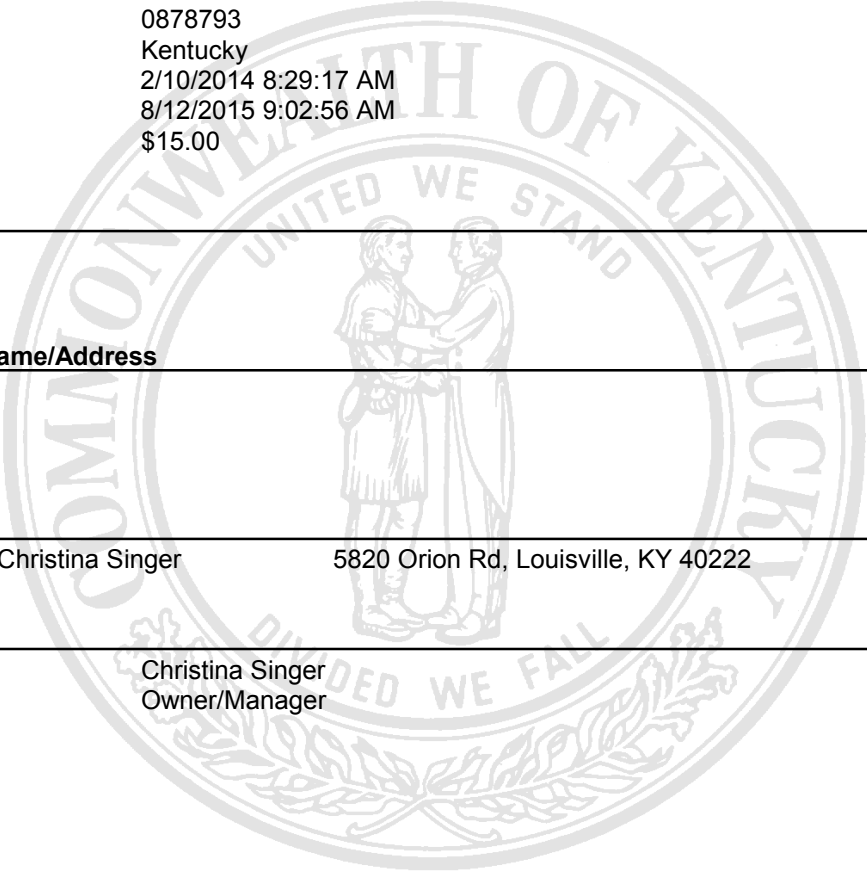 0878793
Kentucky
2/10/2014 8:29:17 AM
8/12/2015 9:02:56 AM
$15.00
COMMONWEALTH OF KENTUCKY
UNITED WE STAND
ame/Address
Christina Singer 5820 Orion Rd, Louisville, KY 40222
DIVIDED WE FALL
Christina Singer
Owner/Manager